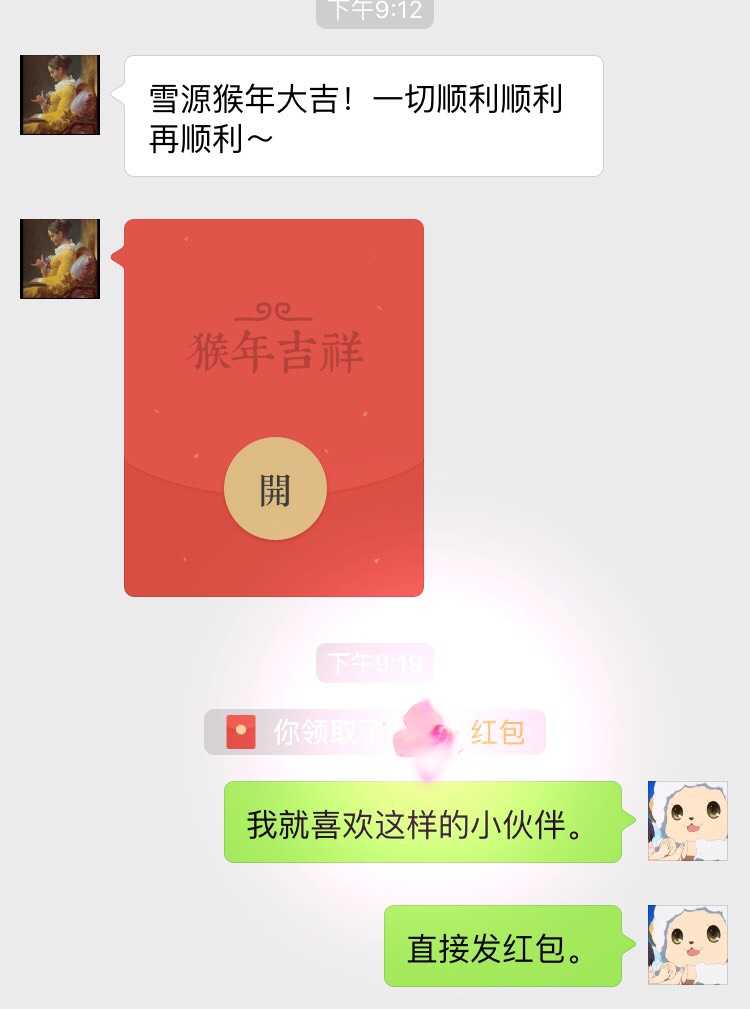 下午9:12
雪源猴年大吉！一切顺利顺利
再顺利～
猴年吉祥
開
下午9:19
你领取了
红包
我就喜欢这样的小伙伴。
直接发红包。